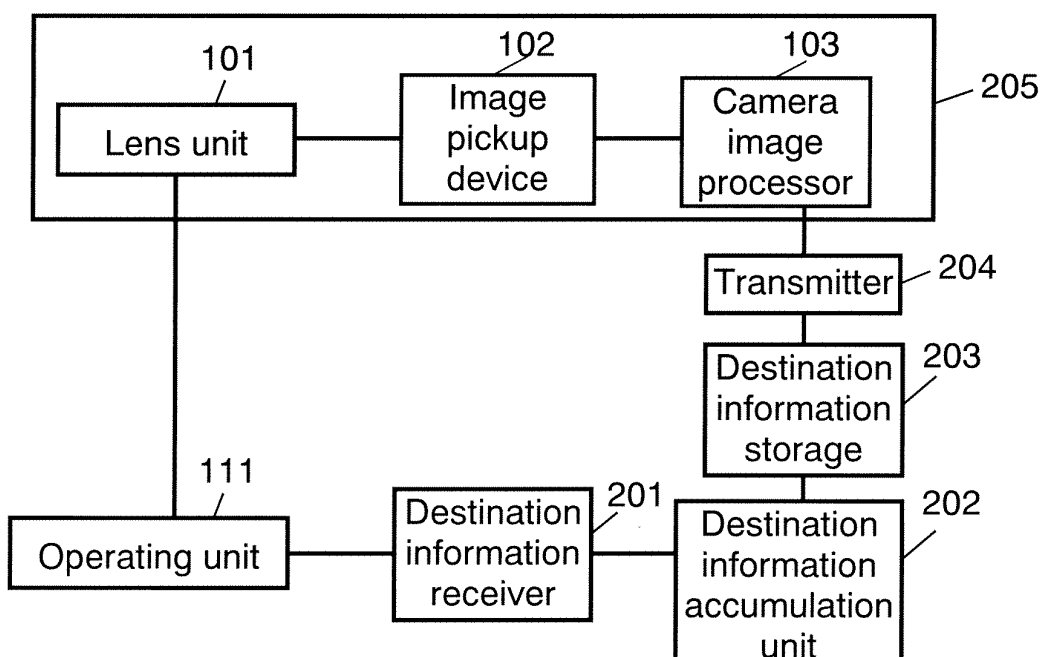 101
102
103
205
Lens unit
Image
pickup
device
Camera
image
processor
Transmitter
204
Destination
information
storage
203
111
Operating unit
201
Destination
information
receiver
202
Destination
information
accumulation
unit